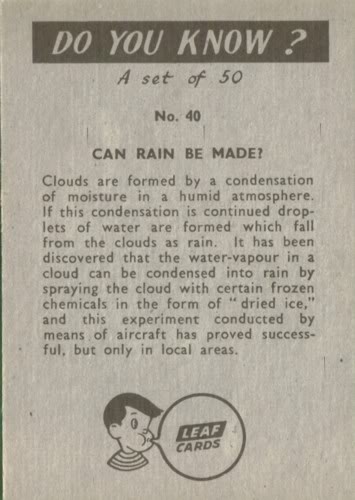 DO YOU KNOW ?
A set of 50
No. 40
CAN RAIN BE MADE?
Clouds are formed by a condensation
of moisture in a humid atmosphere.
If this condensation is continued drop-
lets of water are formed which fall
from the clouds as rain. It has been
discovered that the water-vapour in a
cloud can be condensed into rain by
spraying the cloud with certain frozen
chemicals in the form of "dried ice,"
and this experiment conducted by
means of aircraft has proved success-
ful, but only in local areas.
LEAF
CARDS